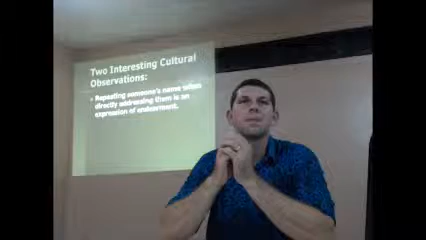 Two Interesting Cultural
Observations:
Repeating someone's name when
directly addressing them is an
expression of endearment.